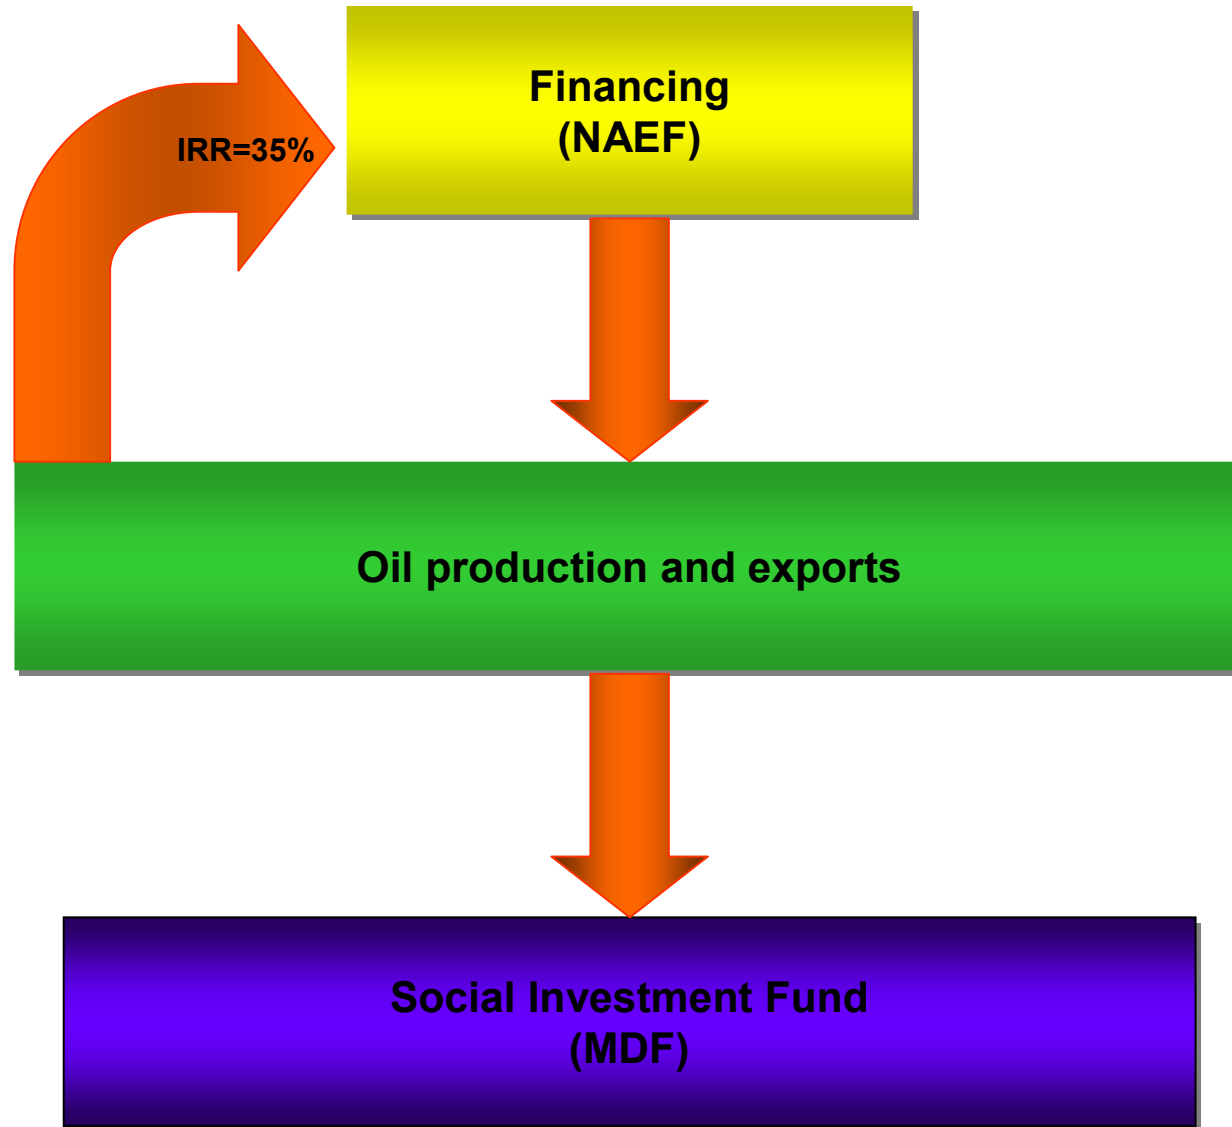 Financing
(NAEF)
IRR=35%
Oil production and exports
Social Investment Fund
(MDF)